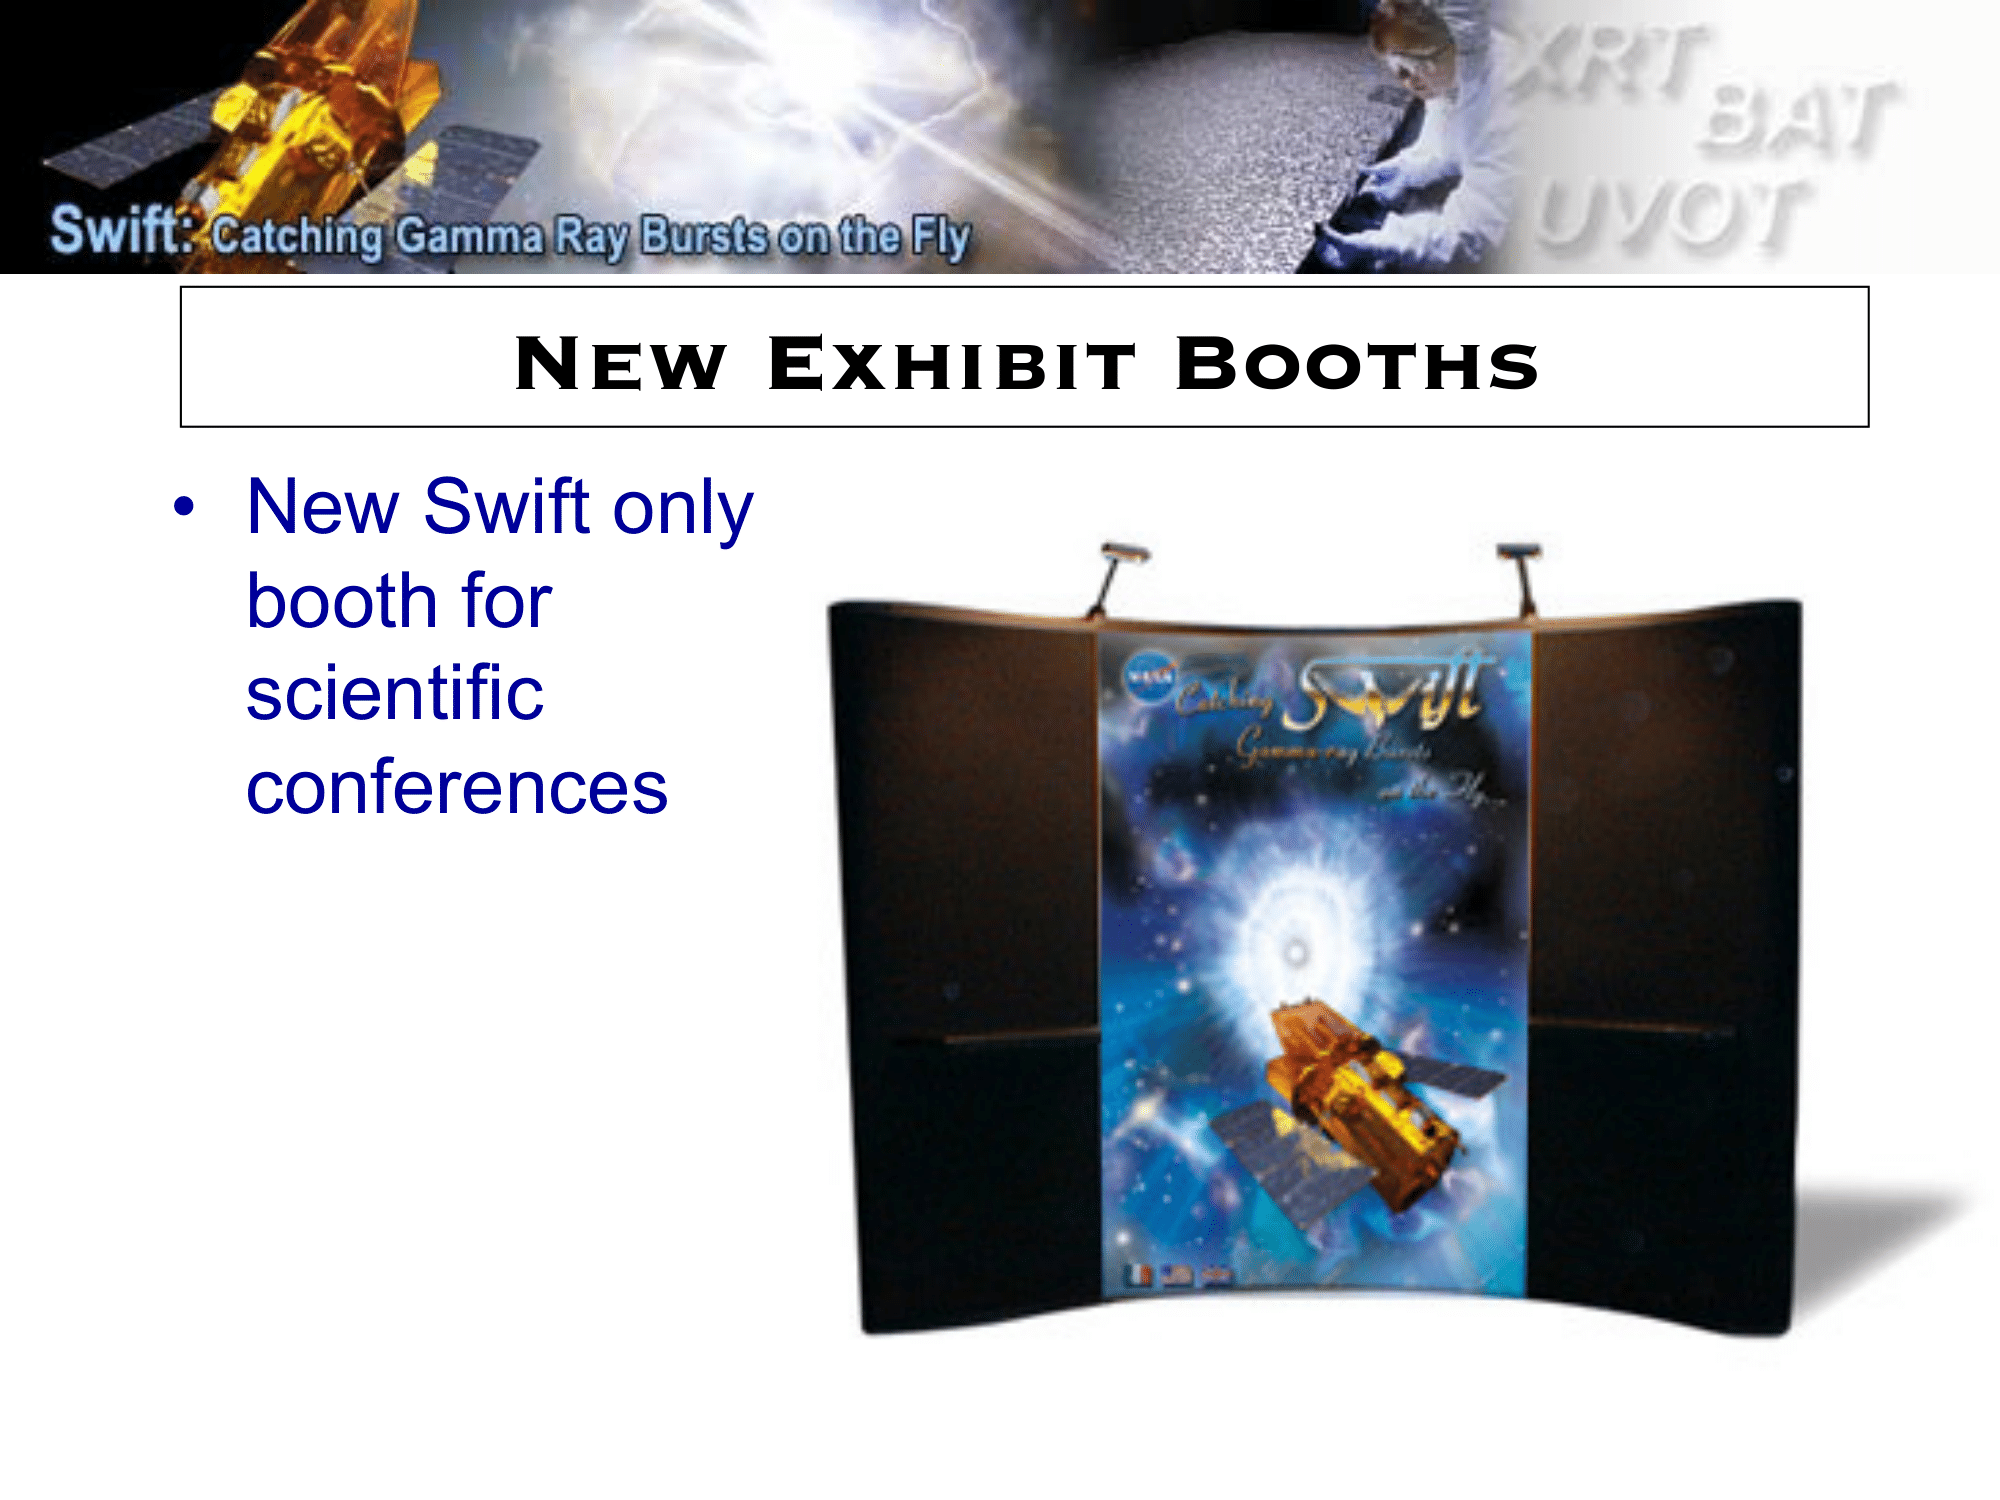 XRT
BAT
UVOT
Swift: Catching Gamma Ray Bursts on the Fly
New Exhibit Booths
• New Swift only
booth for
scientific
conferences
NASA
Catching Swift
Gamma-ray Bursts
on the Fly...